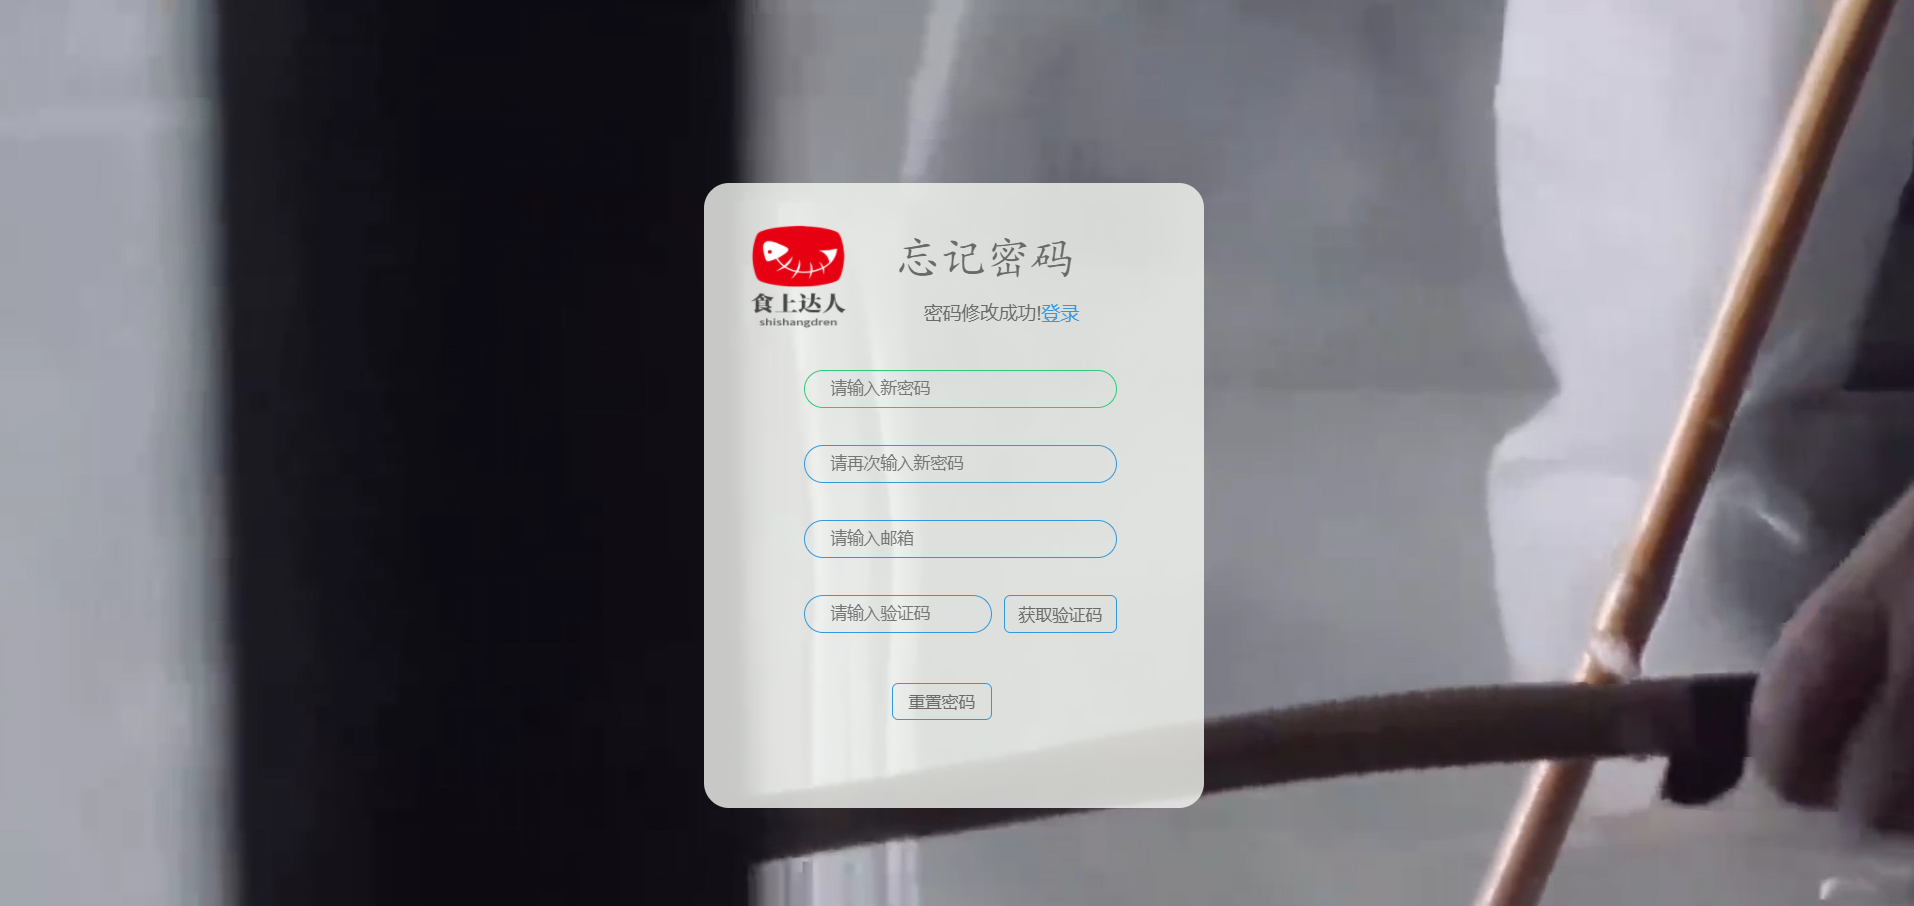 忘记密码
食上达人
shishangdren
密码修改成功!登录
请输入新密码
请再次输入新密码
请输入邮箱
请输入验证码 获取验证码
重置密码